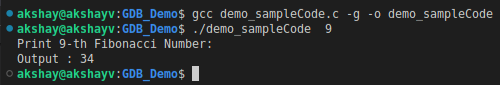 akshay@akshayv:GDB_Demo$ gcc demo_sampleCode.c -g -o demo_sampleCode
akshay@akshayv:GDB_Demo$ ./demo_sampleCode  9
Print 9-th Fibonacci Number:
Output : 34
akshay@akshayv:GDB_Demo$